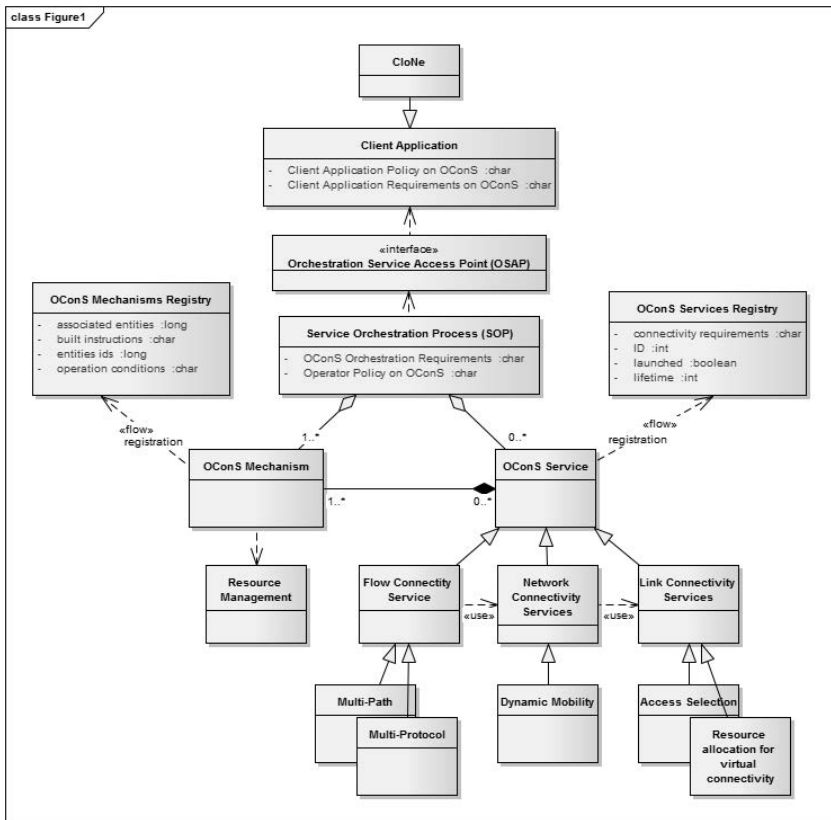 class Figure1
CloNe
Client Application
- Client Application Policy on OConS :char
- Client Application Requirements on OConS :char
«interface»
Orchestration Service Access Point (OSAP)
OConS Mechanisms Registry
- associated entities :long
- built instructions :char
- entities ids :long
- operation conditions :char
Service Orchestration Process (SOP)
- OConS Orchestration Requirements :char
- Operator Policy on OConS :char
OConS Services Registry
- connectivity requirements :char
- ID :int
- launched :boolean
- lifetime :int
«flow»
registration
1..*
0..*
«flow»
registration
OConS Mechanism
OConS Service
1..*
0..*
Resource
Management
Flow Connectity
Service
«use»
Network
Connectivity
Services
«use»
Link Connectivity
Services
Multi-Path
Multi-Protocol
Dynamic Mobility
Access Selection
Resource
allocation for
virtual
connectivity